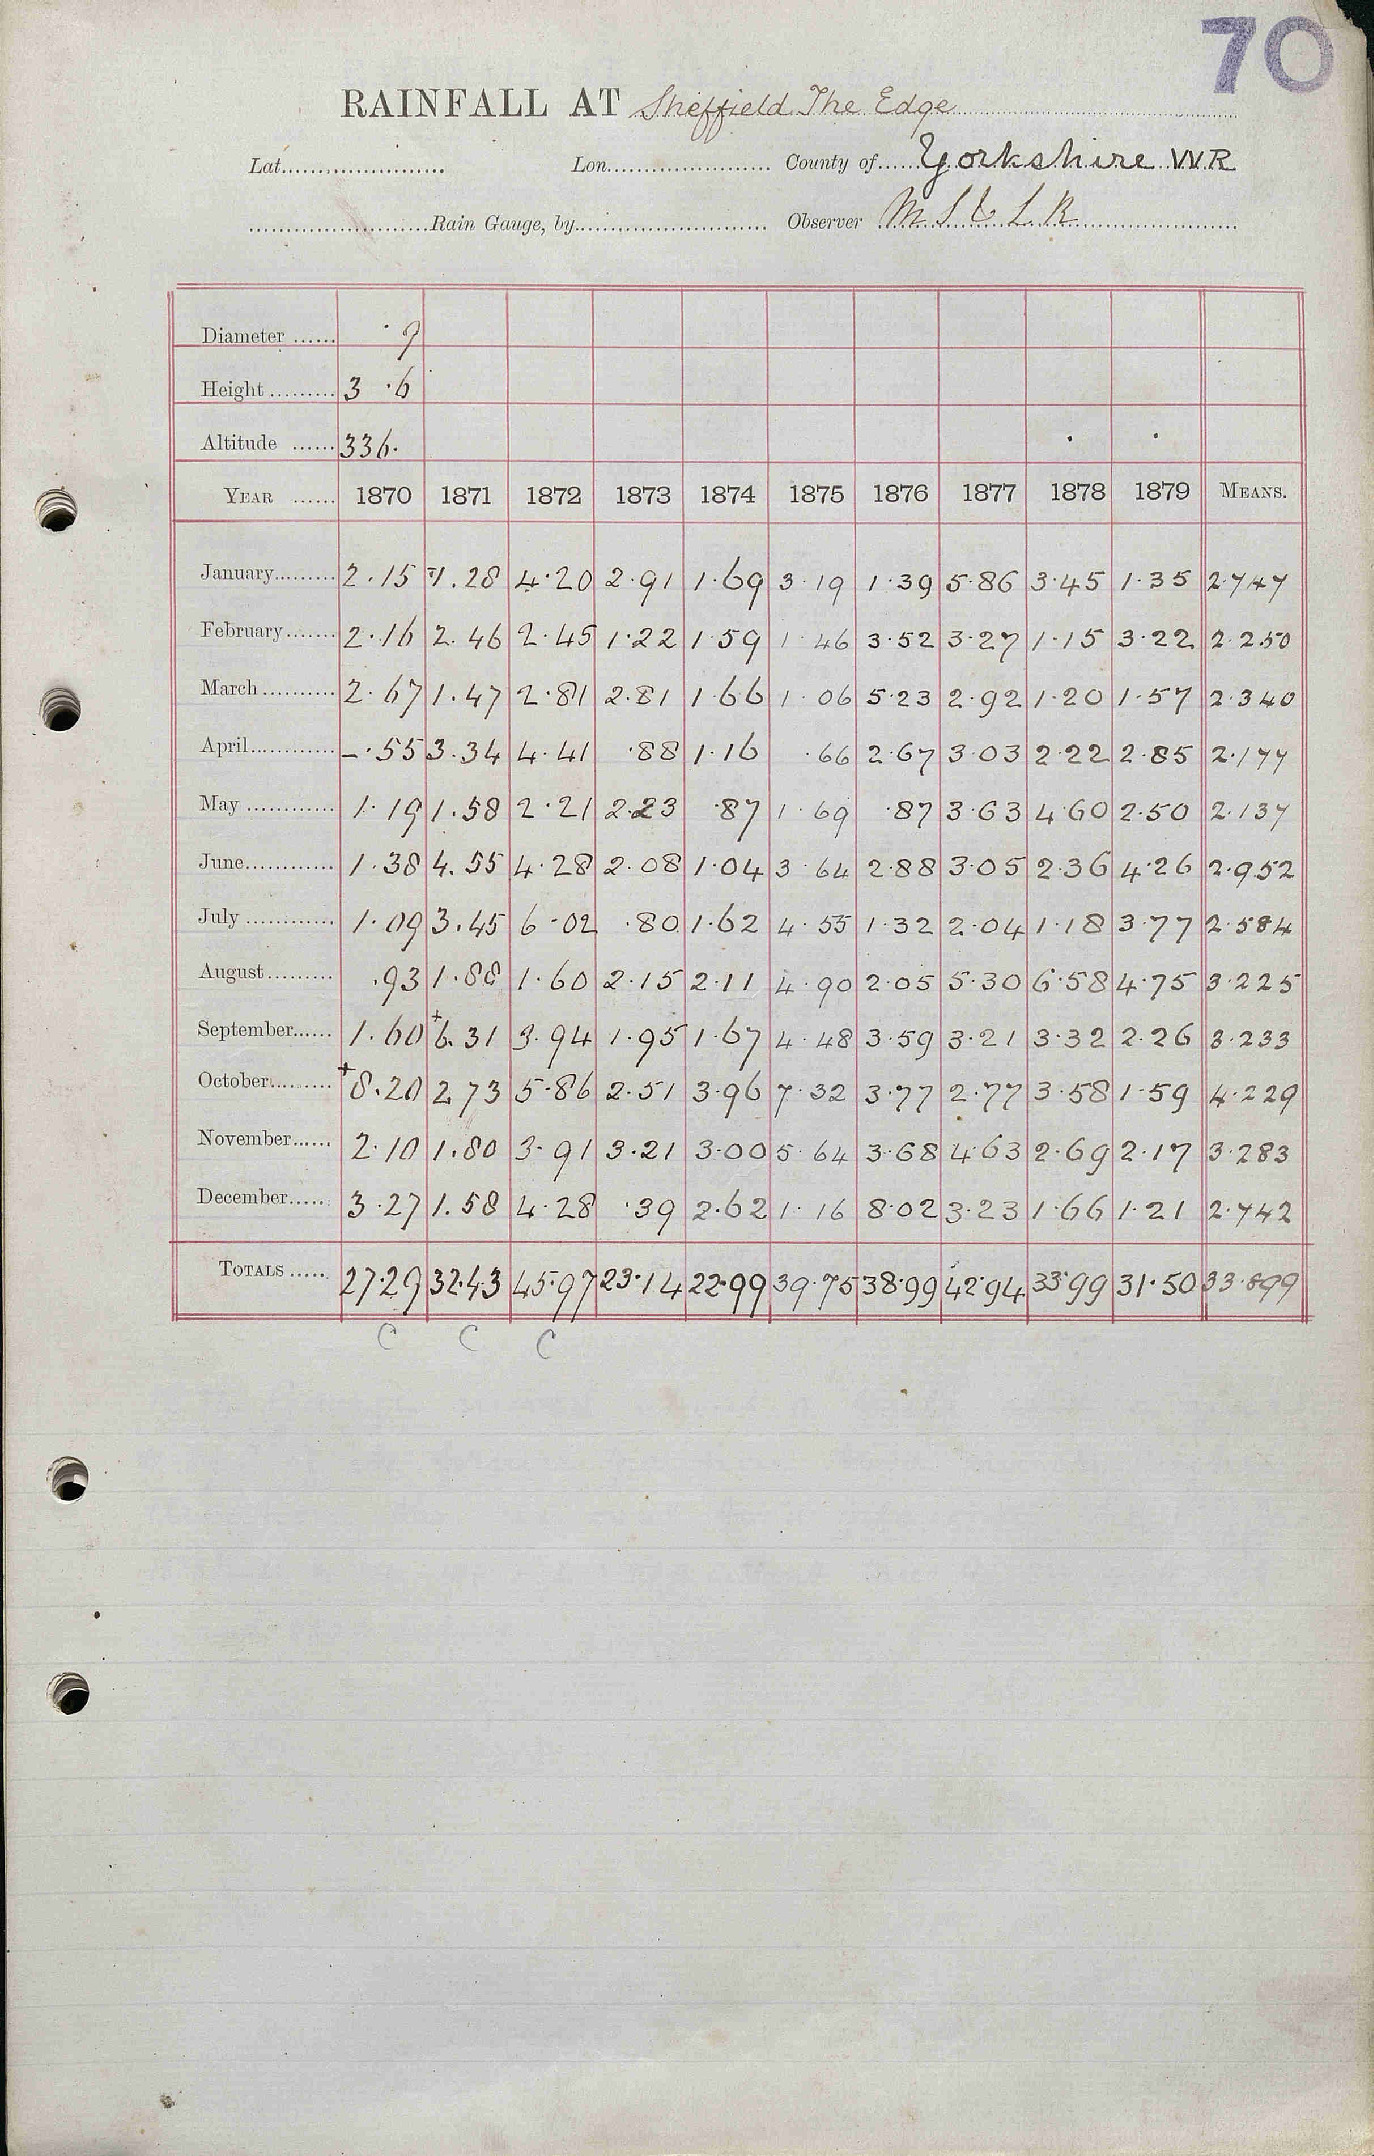 70
RAINFALL AT Sheffield The Edge
Lat. Lon. County of Yorkshire W.R
Rain Gauge, by Observer M S & L R
Diameter 9
Height 3 .6
Altitude 336.
YEAR 1870 1871 1872 1873 1874 1875 1876 1877 1878 1879 MEANS.
January 2.15 1.28 4.20 2.91 1.69 3.19 1.39 5.86 3.45 1.35 2.747
February 2.16 2.46 2.45 1.22 1.59 1.46 3.52 3.27 1.15 3.22 2.250
March 2.67 1.47 2.81 2.81 1.66 1.06 5.23 2.92 1.20 1.57 2.340
April -.55 3.34 4.41 .88 1.16 .66 2.67 3.03 2.22 2.85 2.177
May 1.19 1.58 2.21 2.23 .87 1.69 .87 3.63 4.60 2.50 2.137
June 1.38 4.55 4.28 2.08 1.04 3.64 2.88 3.05 2.36 4.26 2.952
July 1.09 3.45 6.02 .80 1.62 4.55 1.32 2.04 1.18 3.77 2.584
August .93 1.88 1.60 2.15 2.11 4.90 2.05 5.30 6.58 4.75 3.225
September 1.60 +6.31 3.94 1.95 1.67 4.48 3.59 3.21 3.32 2.26 3.233
October +8.20 2.73 5.86 2.51 3.96 7.32 3.77 2.77 3.58 1.59 4.229
November 2.10 1.80 3.91 3.21 3.00 5.64 3.68 4.63 2.69 2.17 3.283
December 3.27 1.58 4.28 .39 2.62 1.16 8.02 3.23 1.66 1.21 2.742
TOTALS 27.29 32.43 45.97 23.14 22.99 39.75 38.99 42.94 33.99 31.50 33.899
C C C